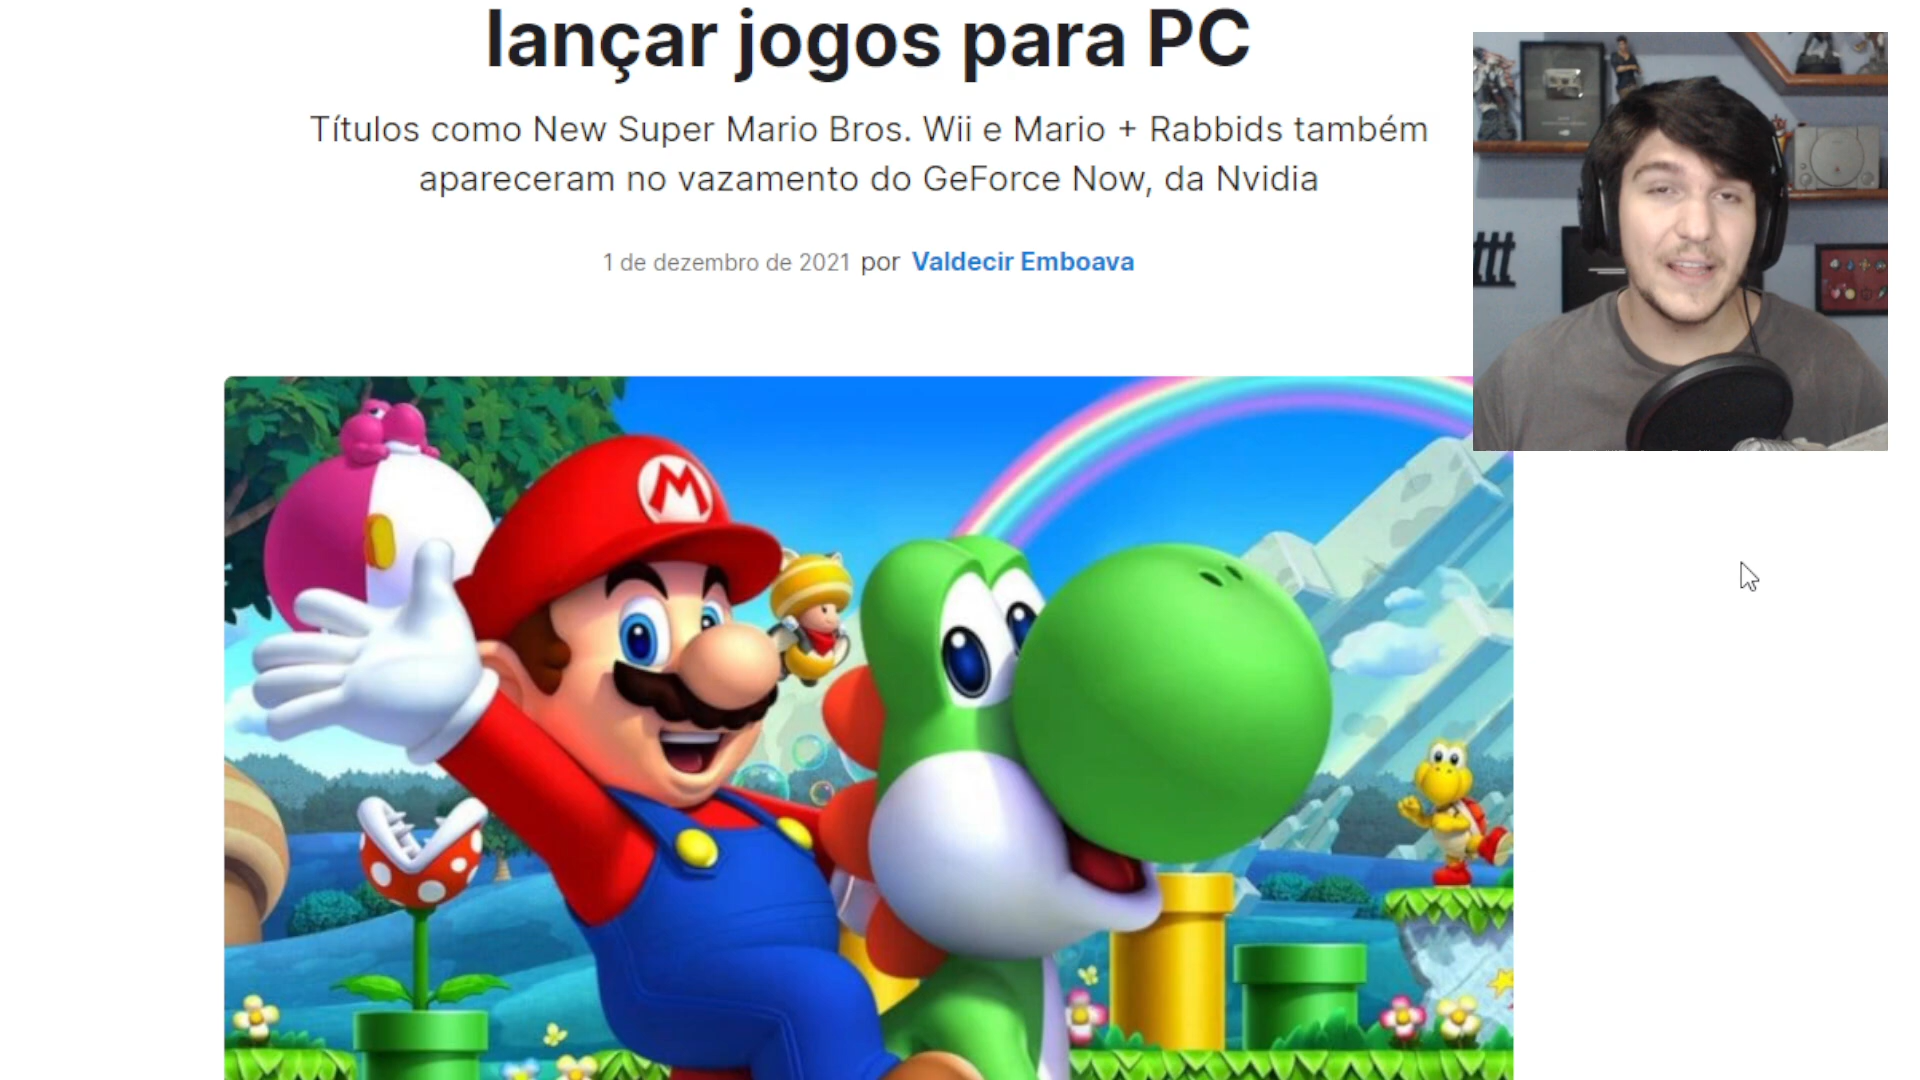 lançar jogos para PC
Títulos como New Super Mario Bros. Wii e Mario + Rabbids também
apareceram no vazamento do GeForce Now, da Nvidia
1 de dezembro de 2021 por Valdecir Emboava
M